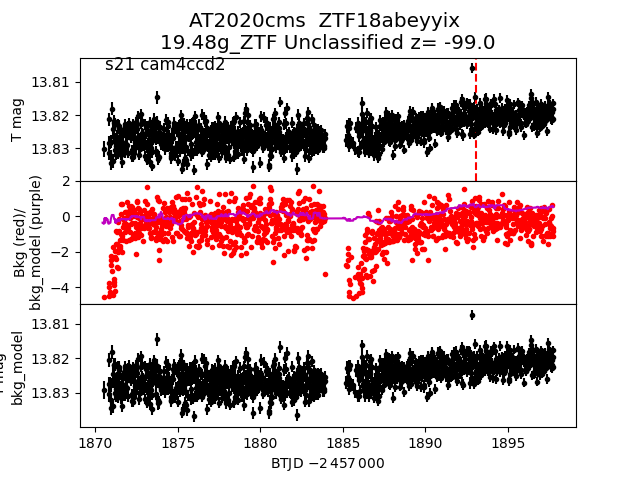 AT2020cms  ZTF18abeyyix
19.48g_ZTF Unclassified z= -99.0
s21 cam4ccd2
13.81
13.82
13.83
T mag
2
0
−2
−4
Bkg (red)/
bkg_model (purple)
13.81
13.82
13.83
bkg_model
1870
1875
1880
1885
1890
1895
BTJD −2 457 000